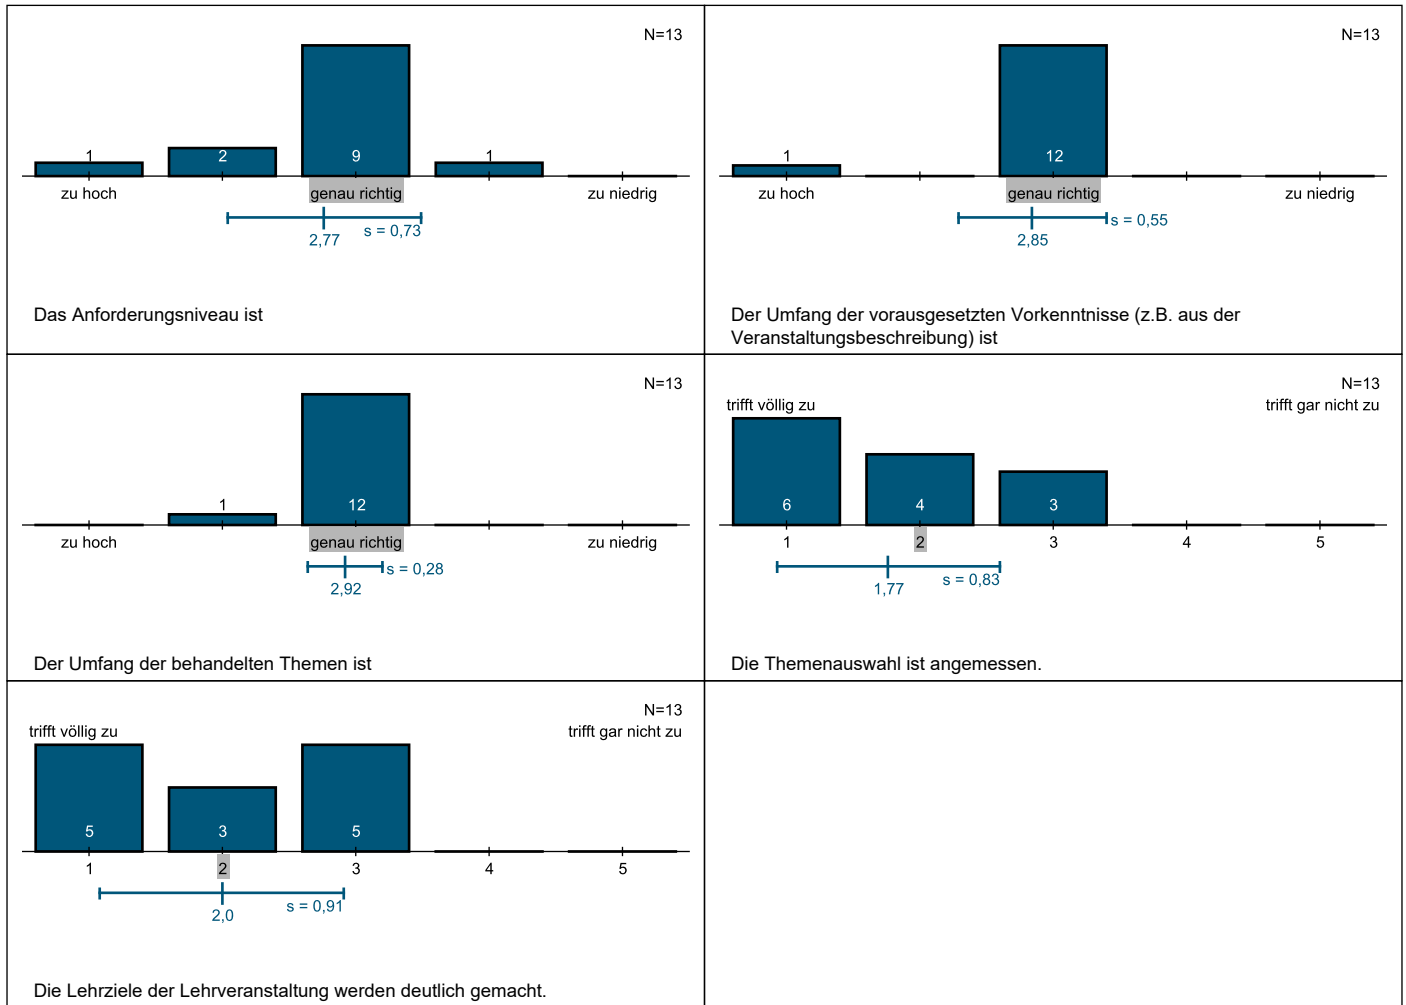 N=13
1
2
9
1
zu hoch
genau richtig
zu niedrig
s = 0,73
2,77
Das Anforderungsniveau ist
N=13
1
12
zu hoch
genau richtig
zu niedrig
s = 0,55
2,85
Der Umfang der vorausgesetzten Vorkenntnisse (z.B. aus der
Veranstaltungsbeschreibung) ist
N=13
1
12
zu hoch
genau richtig
zu niedrig
s = 0,28
2,92
Der Umfang der behandelten Themen ist
N=13
trifft völlig zu
trifft gar nicht zu
6
4
3
1
2
3
4
5
s = 0,83
1,77
Die Themenauswahl ist angemessen.
N=13
trifft völlig zu
trifft gar nicht zu
5
3
5
1
2
3
4
5
s = 0,91
2,0
Die Lehrziele der Lehrveranstaltung werden deutlich gemacht.